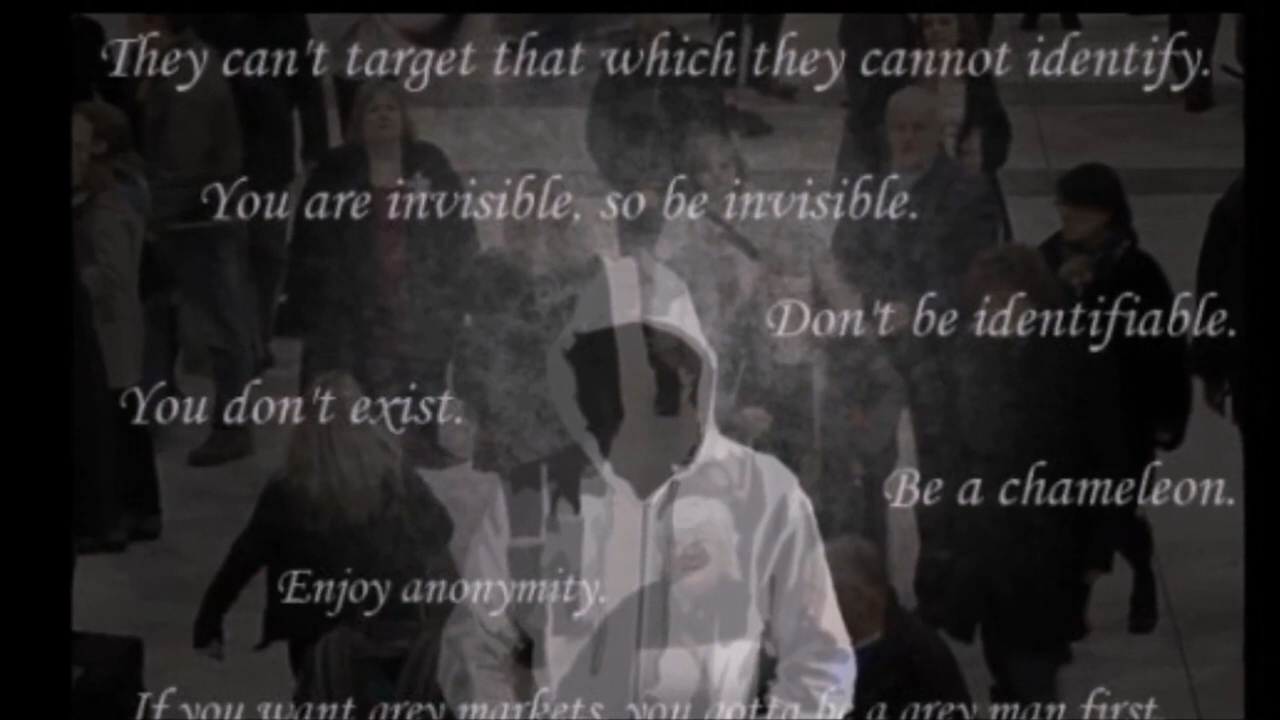 They can't target that which they cannot identify.
You are invisible, so be invisible.
Don't be identifiable.
You don't exist.
Be a chameleon.
Enjoy anonymity.
If you want grey markets, you gotta be a grey man first